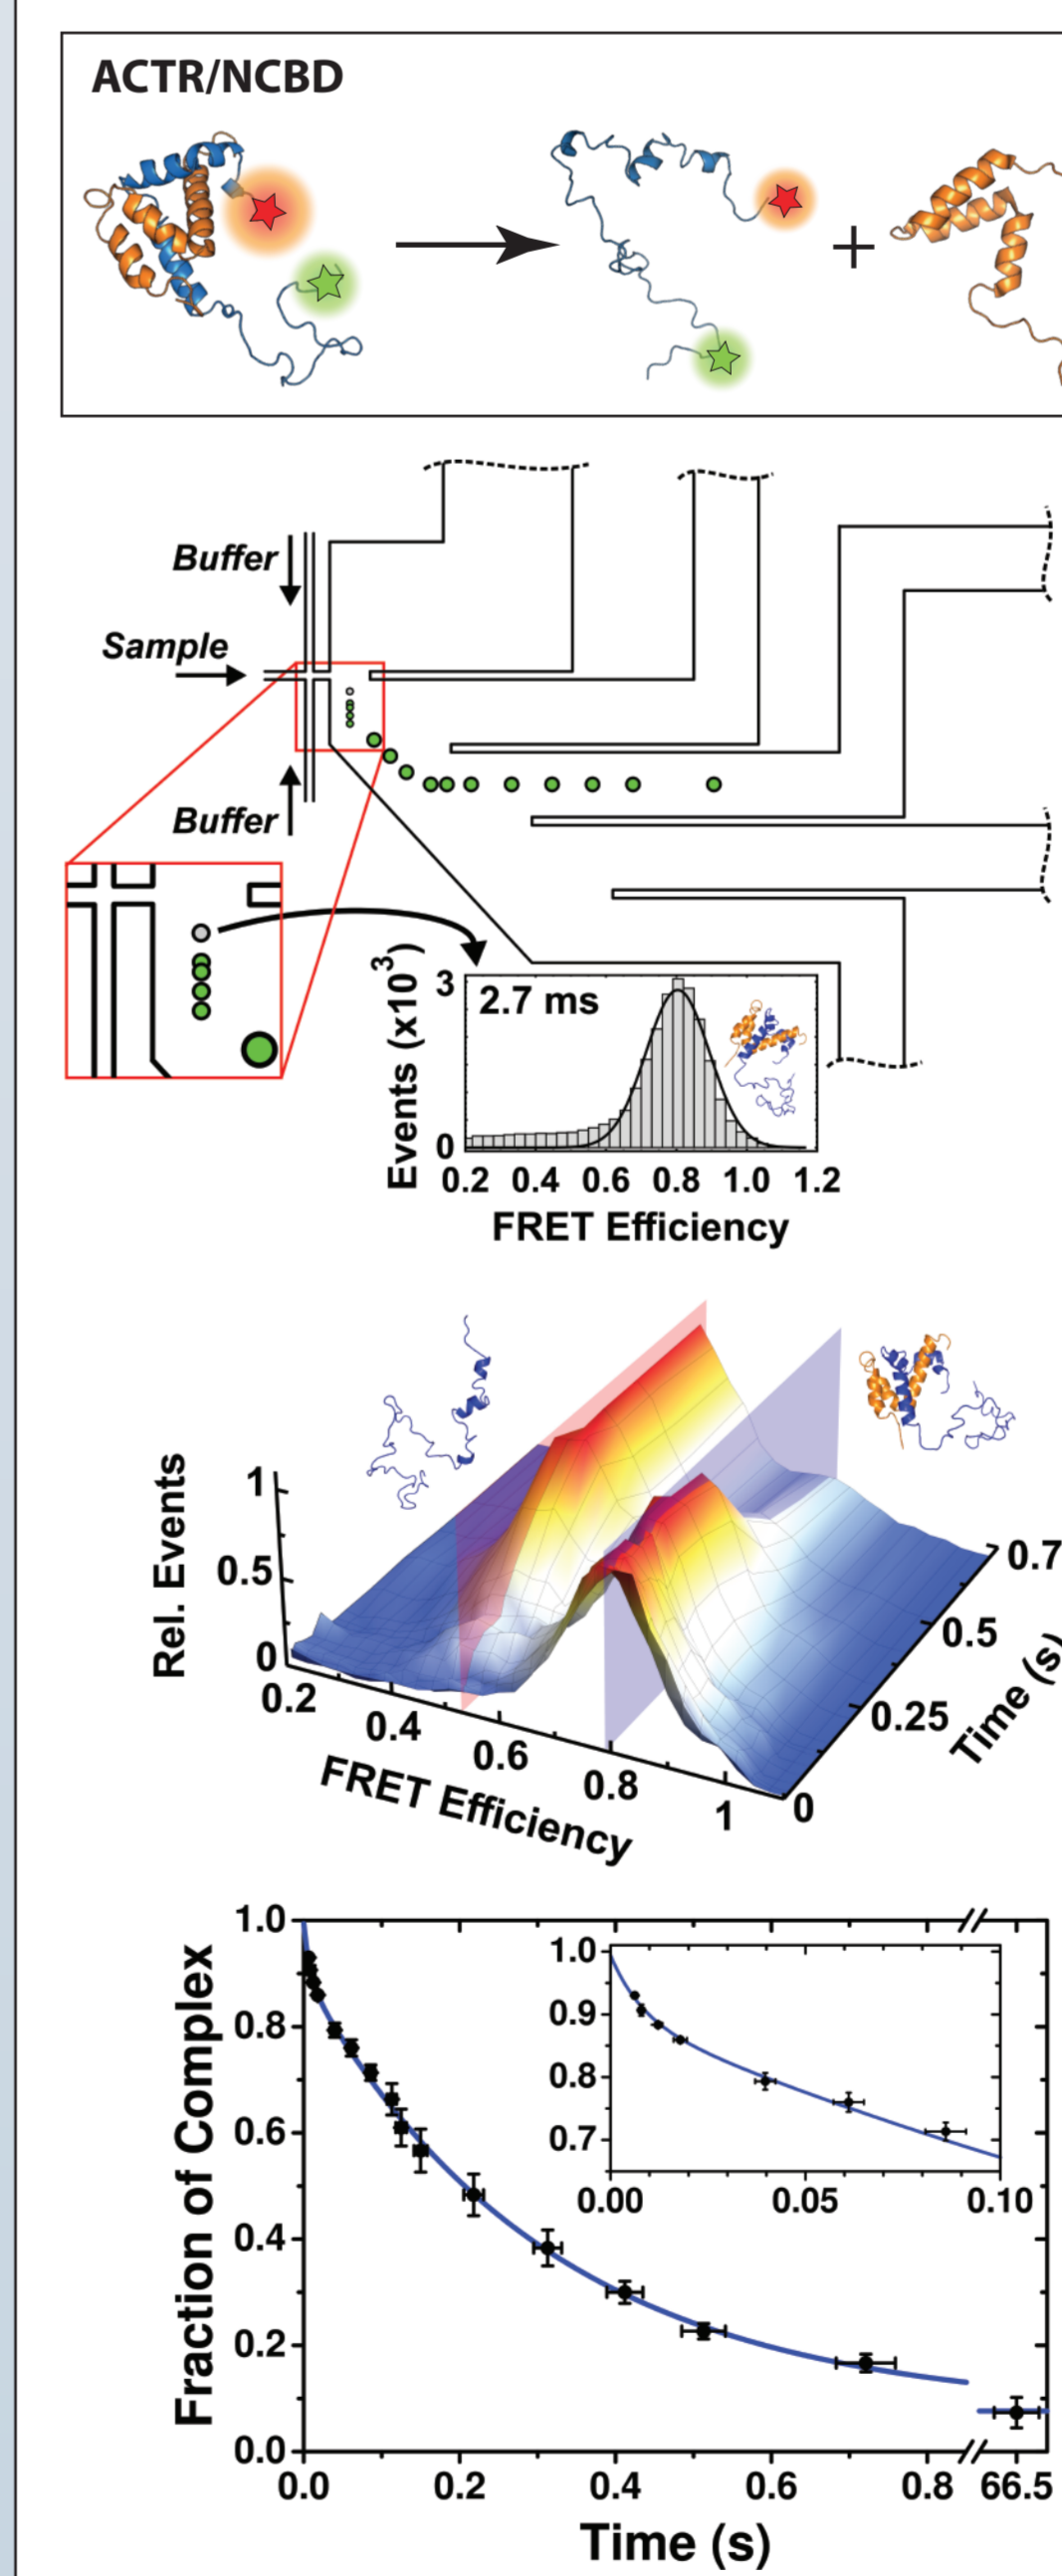 ACTR/NCBD
+
Buffer
Sample
Buffer
Events (x10³)
3
0
2.7 ms
0.2 0.4 0.6 0.8 1.0 1.2
FRET Efficiency
Rel. Events
1
0.5
0
0.2
0.4
0.6
0.8
1
FRET Efficiency
0
0.25
0.5
0.7
Time (s)
Fraction of Complex
1.0
0.8
0.6
0.4
0.2
0.0
0.0 0.2 0.4 0.6 0.8 66.5
Time (s)
1.0
0.9
0.8
0.7
0.00 0.05 0.10